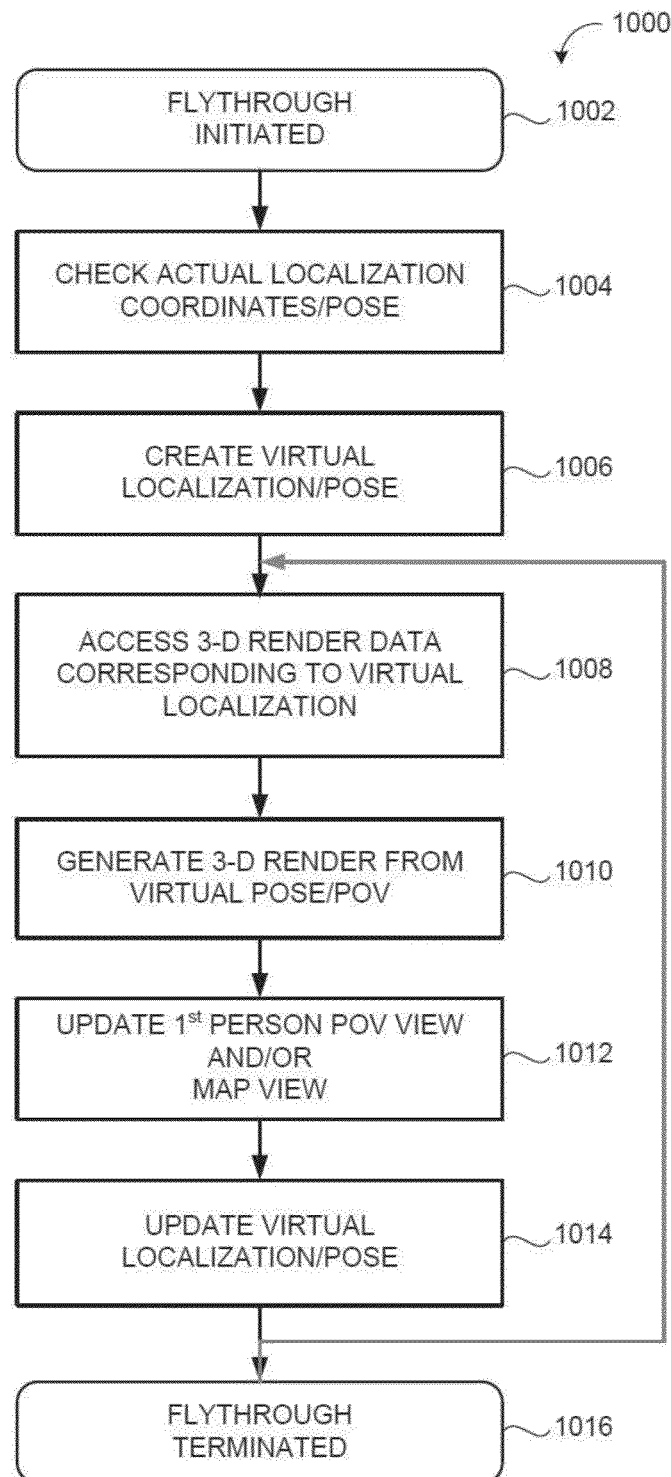 1000
FLYTHROUGH
INITIATED
1002
CHECK ACTUAL LOCALIZATION
COORDINATES/POSE
1004
CREATE VIRTUAL
LOCALIZATION/POSE
1006
ACCESS 3-D RENDER DATA
CORRESPONDING TO VIRTUAL
LOCALIZATION
1008
GENERATE 3-D RENDER FROM
VIRTUAL POSE/POV
1010
UPDATE 1st PERSON POV VIEW
AND/OR
MAP VIEW
1012
UPDATE VIRTUAL
LOCALIZATION/POSE
1014
FLYTHROUGH
TERMINATED
1016